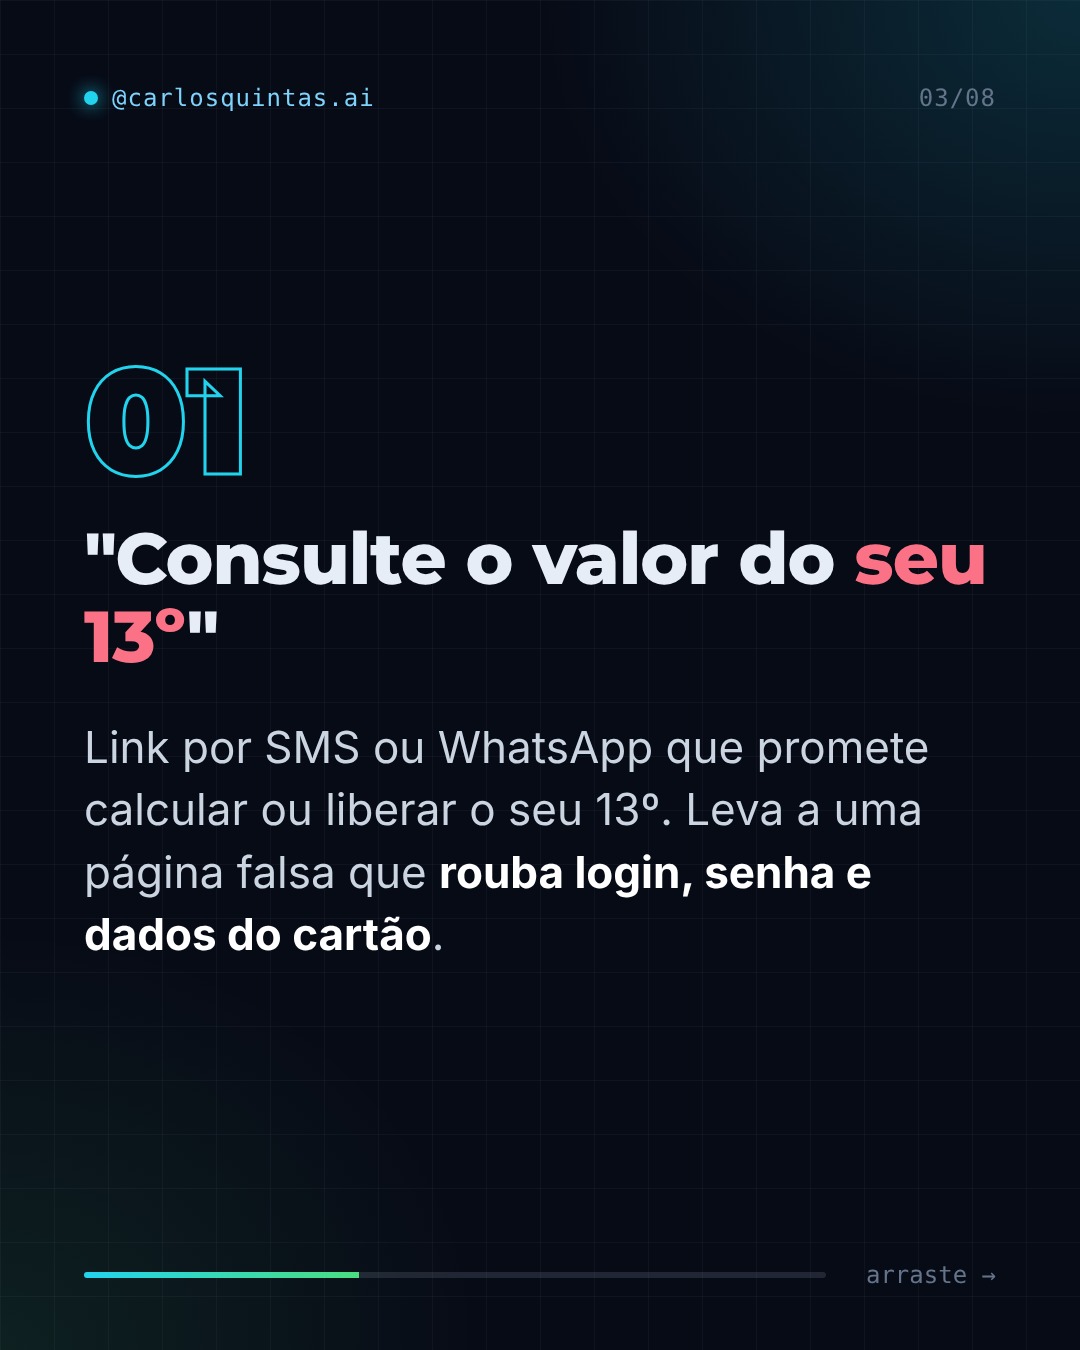 @carlosquintas.ai
03/08
01
"Consulte o valor do seu
13º"
Link por SMS ou WhatsApp que promete
calcular ou liberar o seu 13º. Leva a uma
página falsa que rouba login, senha e
dados do cartão.
arraste →